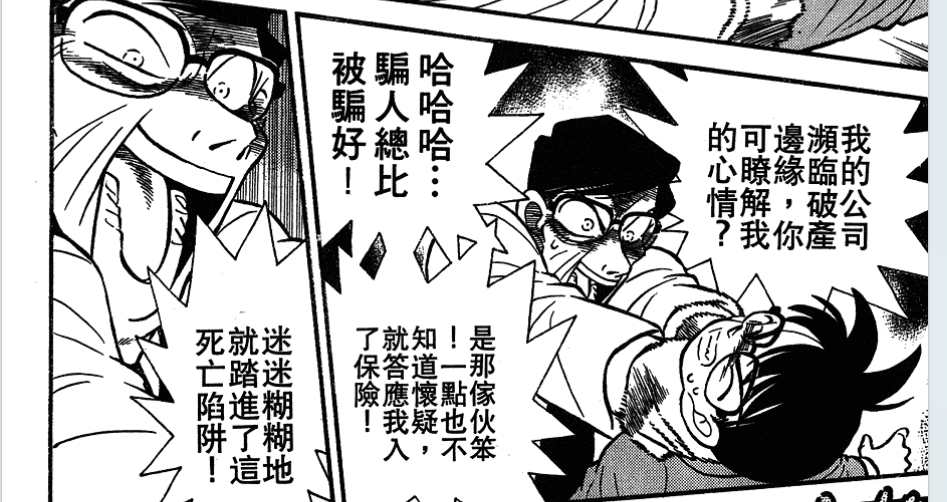 我的公司
瀕臨破產
邊緣，你
可瞭解我
的心情？
哈哈哈…
騙人總比
被騙好！
是那傢伙笨
！一點也不
知道懷疑，
就答應我入
了保險！
迷迷糊糊地
就踏進了這
死亡陷阱！